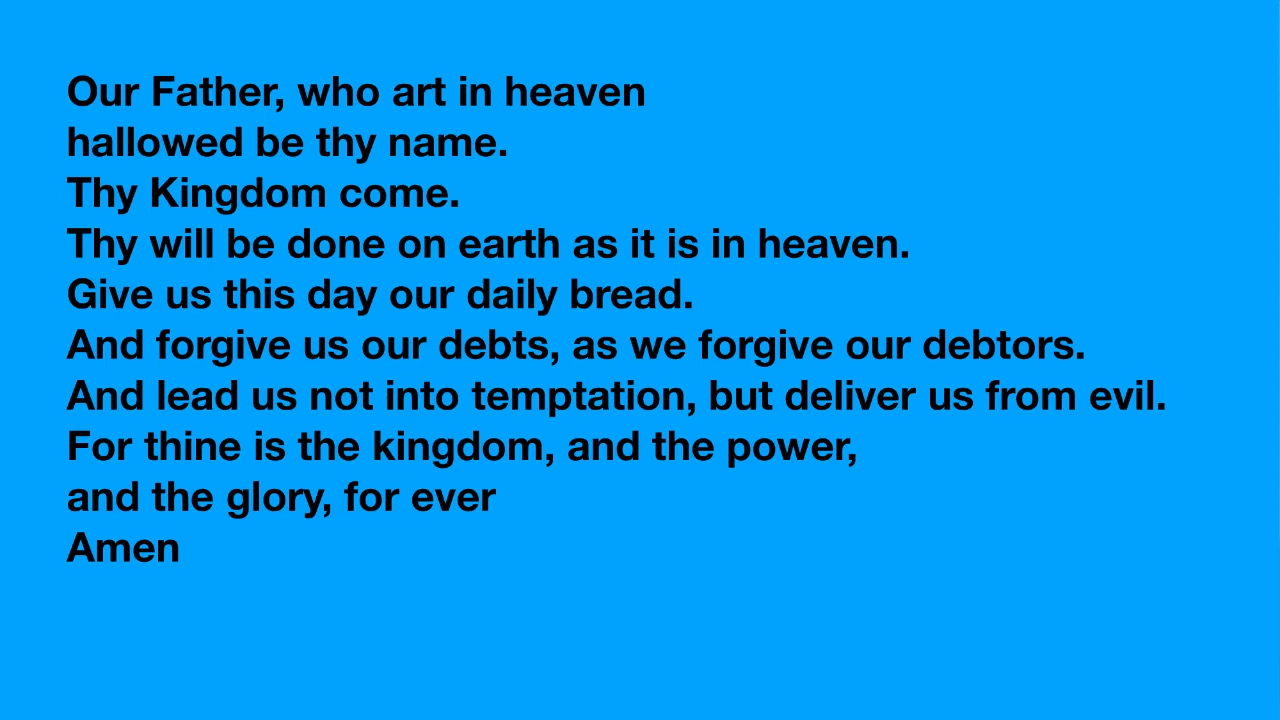 Our Father, who art in heaven
hallowed be thy name.
Thy Kingdom come.
Thy will be done on earth as it is in heaven.
Give us this day our daily bread.
And forgive us our debts, as we forgive our debtors.
And lead us not into temptation, but deliver us from evil.
For thine is the kingdom, and the power,
and the glory, for ever
Amen